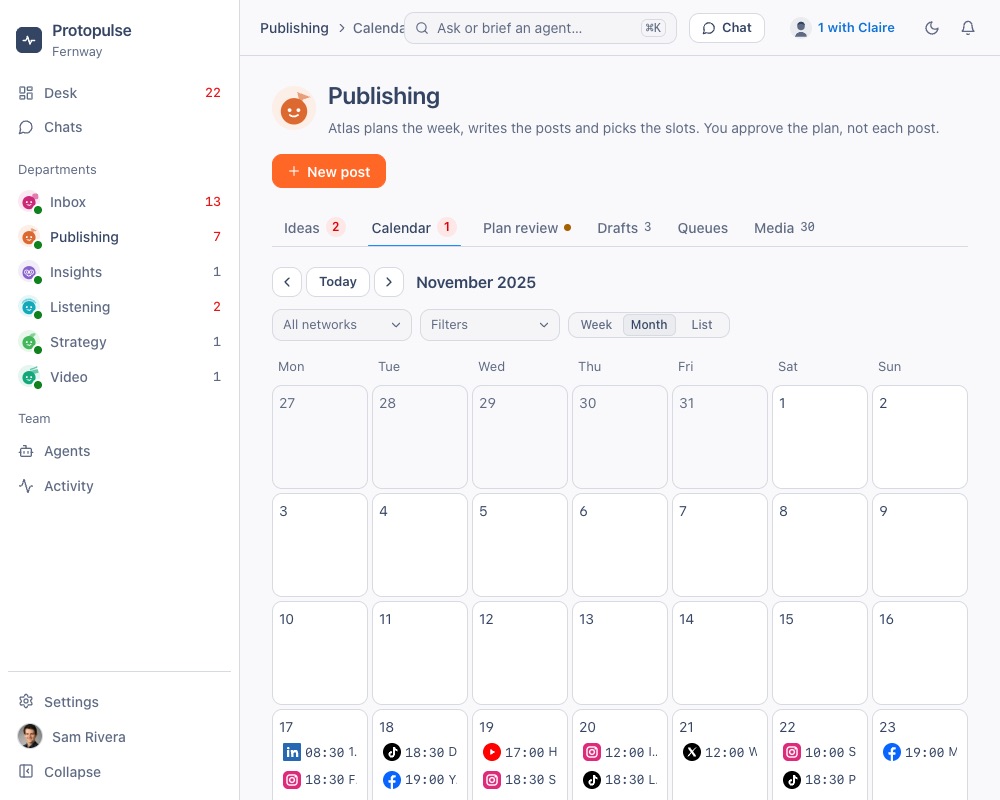 Protopulse
Fernway
Desk 22
Chats
Departments
Inbox 13
Publishing 7
Insights 1
Listening 2
Strategy 1
Video 1
Team
Agents
Activity
Settings
Sam Rivera
Collapse
Publishing > Calenda
Ask or brief an agent... ⌘K
Chat
1 with Claire
Publishing
Atlas plans the week, writes the posts and picks the slots. You approve the plan, not each post.
+ New post
Ideas 2 Calendar 1 Plan review Drafts 3 Queues Media 30
Today November 2025
All networks Filters Week Month List
Mon Tue Wed Thu Fri Sat Sun
27 28 29 30 31 1 2
3 4 5 6 7 8 9
10 11 12 13 14 15 16
17 18 19 20 21 22 23
in 08:30 1. 18:30 D 17:00 H 12:00 I.. 12:00 W 10:00 S 19:00 M
18:30 F. 19:00 Y. 18:30 S 18:30 L. 18:30 P